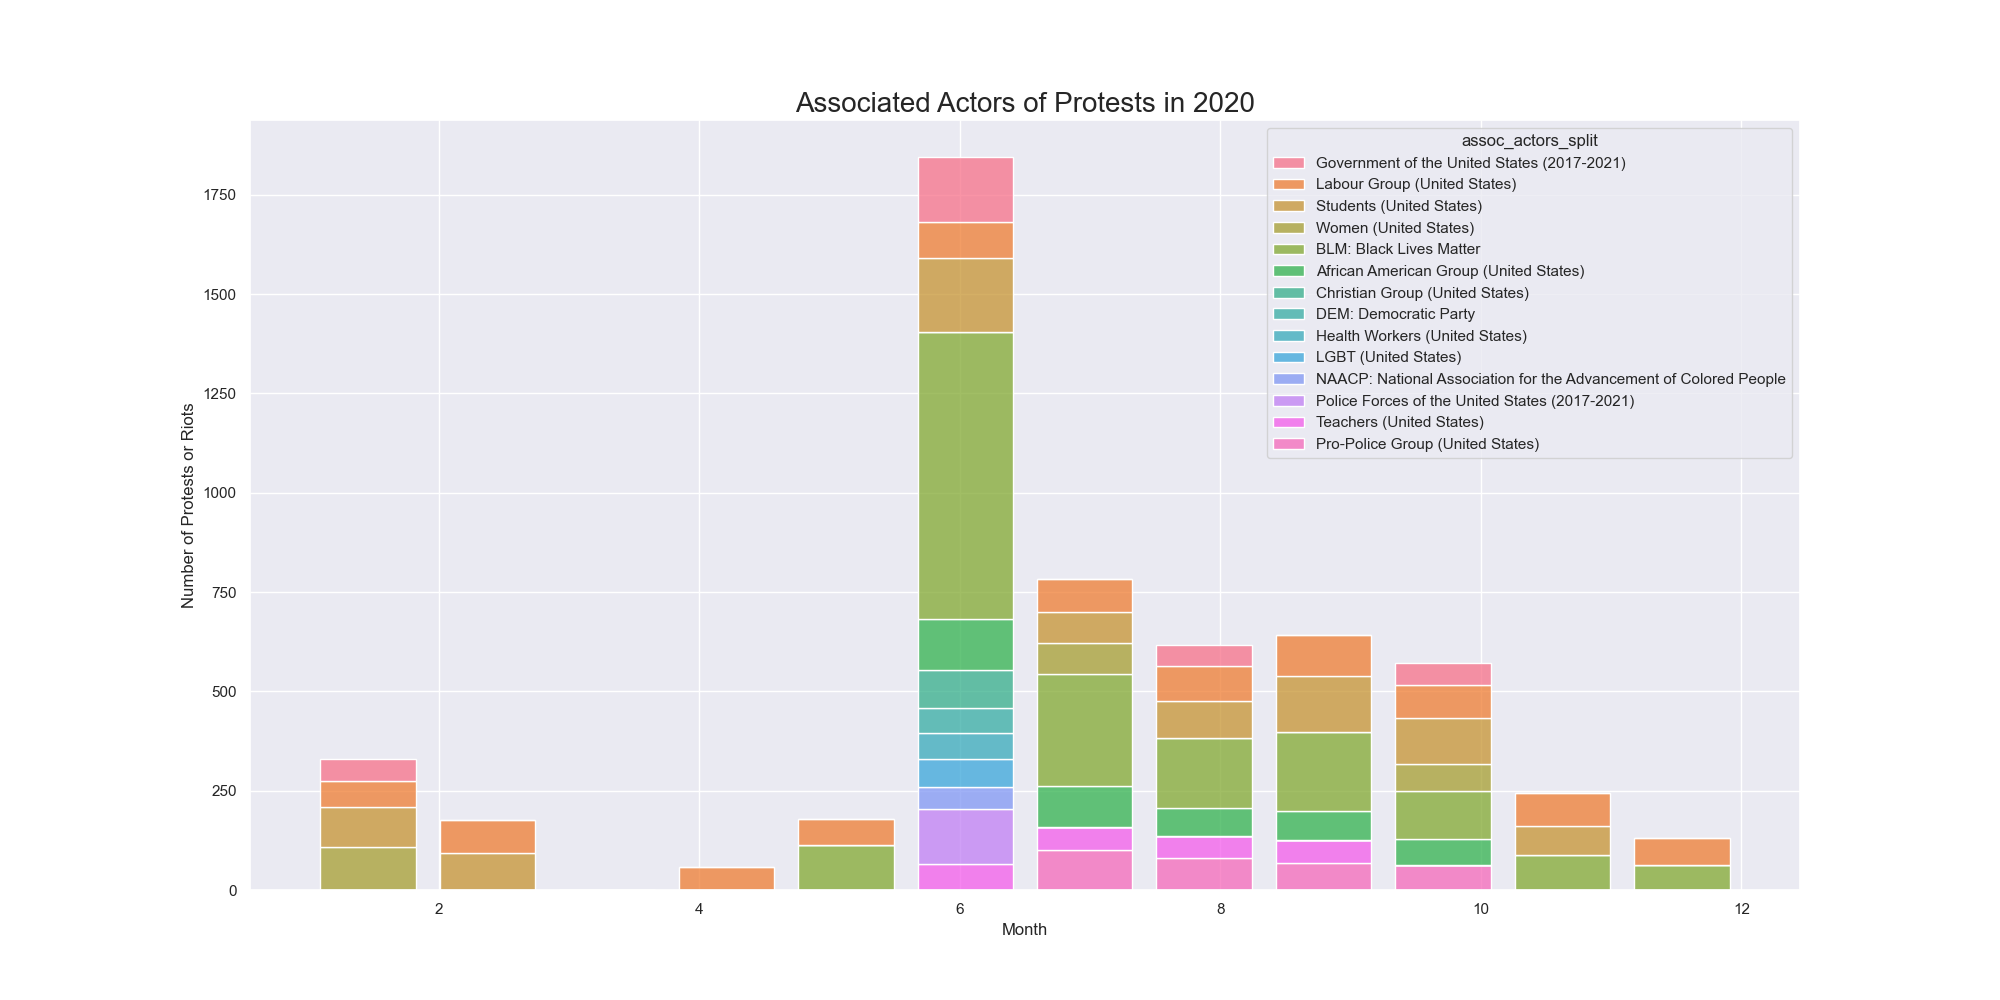 Associated Actors of Protests in 2020
assoc_actors_split
Government of the United States (2017-2021)
Labour Group (United States)
Students (United States)
Women (United States)
BLM: Black Lives Matter
African American Group (United States)
Christian Group (United States)
DEM: Democratic Party
Health Workers (United States)
LGBT (United States)
NAACP: National Association for the Advancement of Colored People
Police Forces of the United States (2017-2021)
Teachers (United States)
Pro-Police Group (United States)
Number of Protests or Riots
1750
1500
1250
1000
750
500
250
0
2 4 6 8 10 12
Month